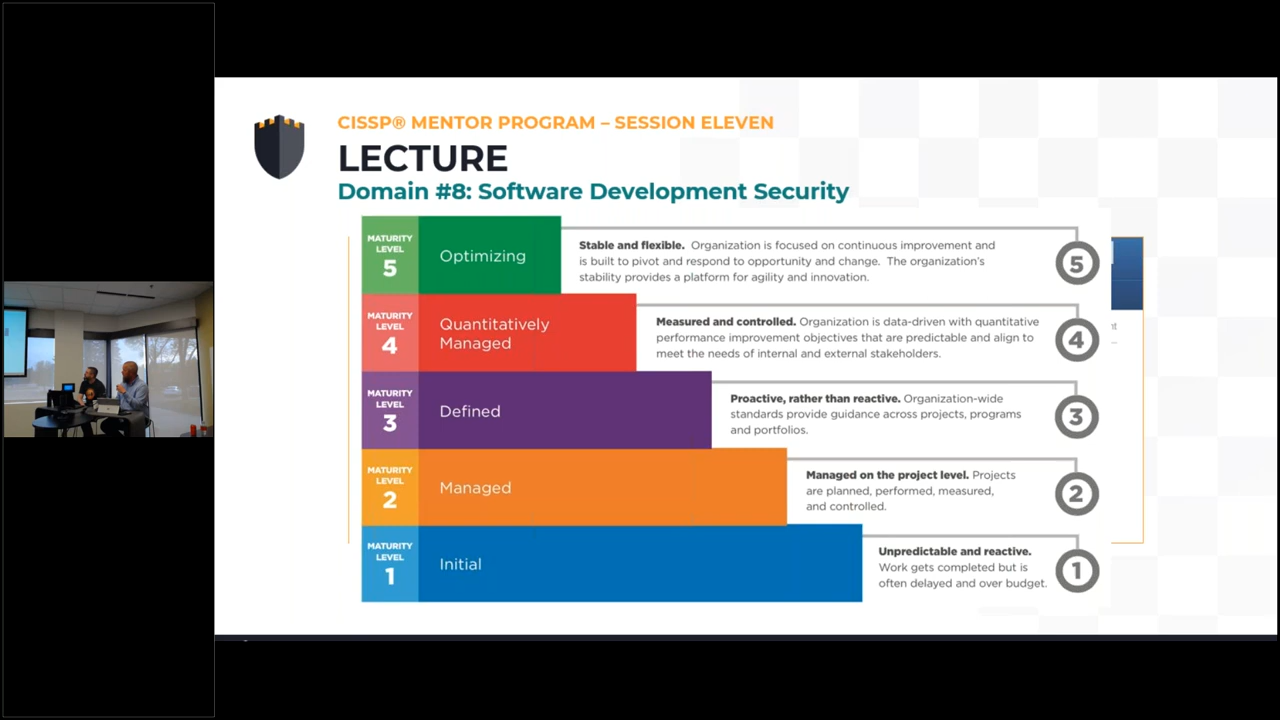 CISSP® MENTOR PROGRAM – SESSION ELEVEN
LECTURE
Domain #8: Software Development Security
MATURITY
LEVEL
5
Optimizing
Stable and flexible. Organization is focused on continuous improvement and
is built to pivot and respond to opportunity and change. The organization's
stability provides a platform for agility and innovation.
5
MATURITY
LEVEL
4
Quantitatively
Managed
Measured and controlled. Organization is data-driven with quantitative
performance improvement objectives that are predictable and align to
meet the needs of internal and external stakeholders.
4
MATURITY
LEVEL
3
Defined
Proactive, rather than reactive. Organization-wide
standards provide guidance across projects, programs
and portfolios.
3
MATURITY
LEVEL
2
Managed
Managed on the project level. Projects
are planned, performed, measured,
and controlled.
2
MATURITY
LEVEL
1
Initial
Unpredictable and reactive.
Work gets completed but is
often delayed and over budget.
1